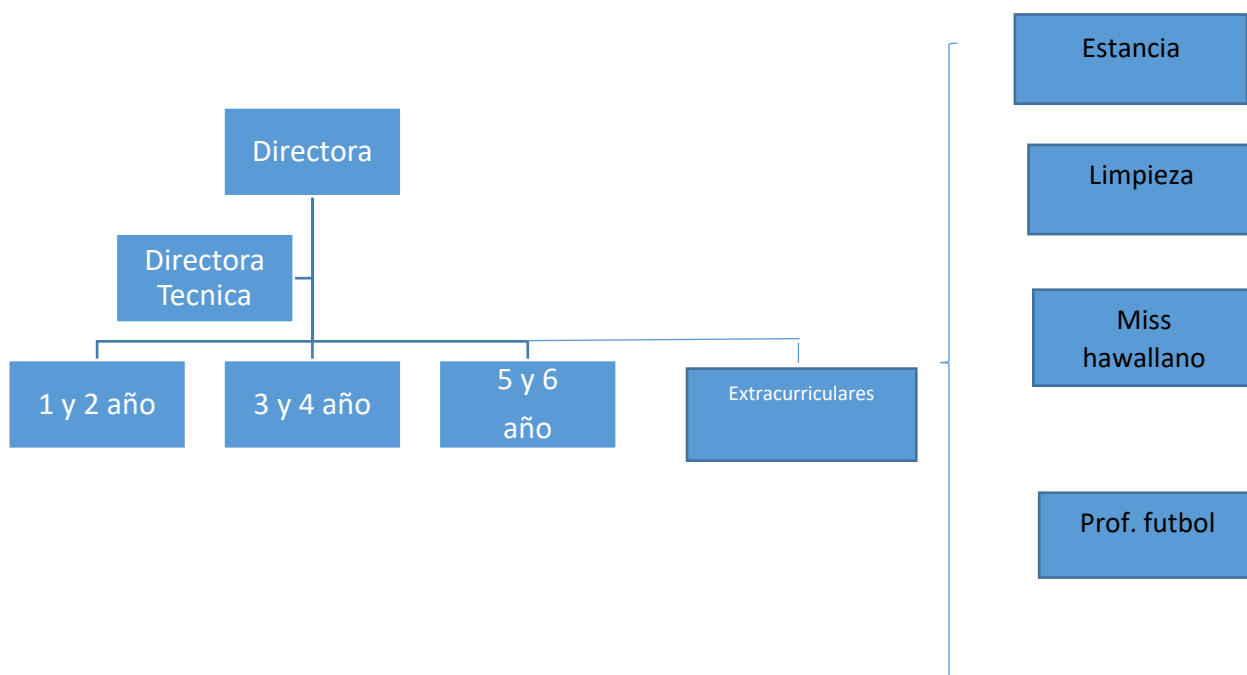 Directora
Directora
Tecnica
1 y 2 año
3 y 4 año
5 y 6
año
Extracurriculares
Estancia
Limpieza
Miss
hawallano
Prof. futbol